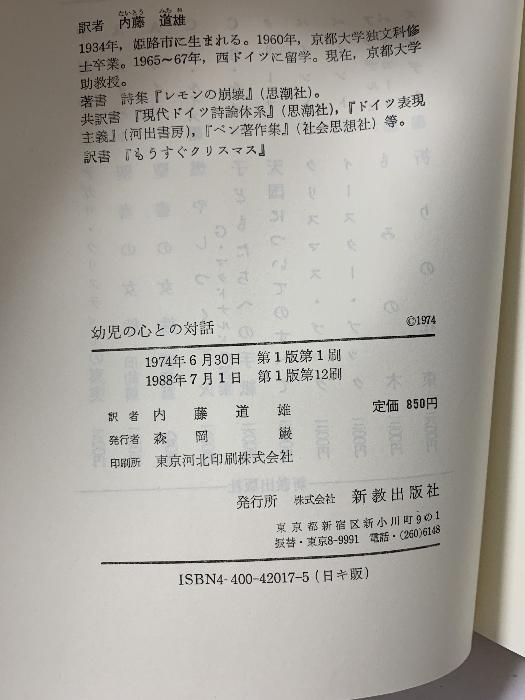 訳者　内藤　道雄
1934年，姫路市に生まれる。1960年，京都大学独文科修
士卒業。1965〜67年，西ドイツに留学。現在，京都大学
助教授。
著書　詩集『レモンの崩壊』（思潮社）。
共訳書　『現代ドイツ詩論体系』（思潮社），『ドイツ表現
主義』（河出書房），『ベン著作集』（社会思想社）等。
訳書　『もうすぐクリスマス』
幼児の心との対話
©1974
1974年6月30日　第1版第1刷
1988年7月1日　第1版第12刷
定価 850円
訳者　内藤道雄
発行者　森岡巌
印刷所　東京河北印刷株式会社
発行所　株式会社　新教出版社
東京都新宿区新小川町9の1
振替・東京8-9991　電話・(260)6148
ISBN4-400-42017-5（日キ版）